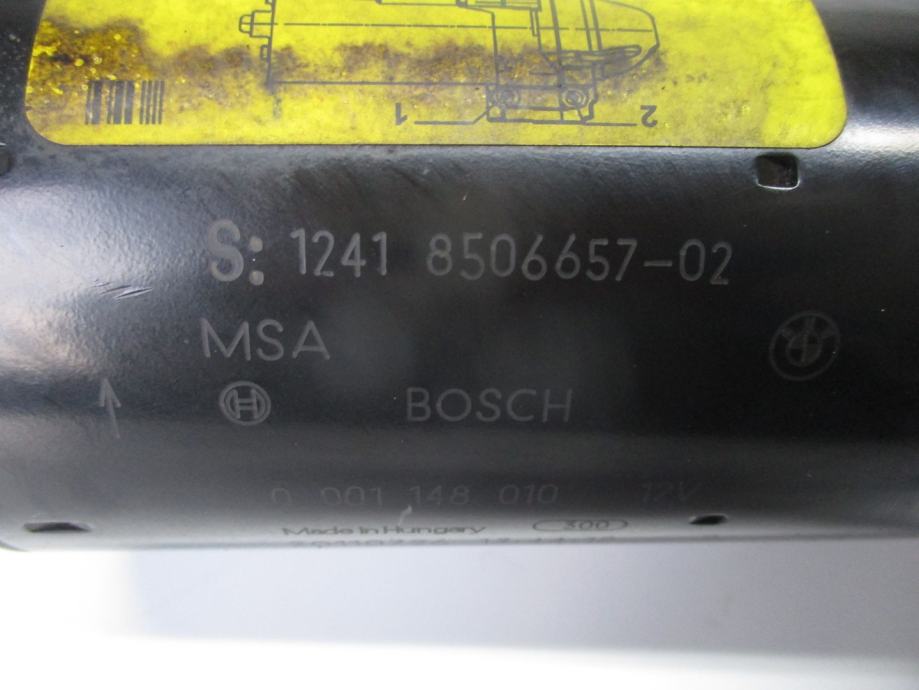 1 2
S: 1241 8506657-02
MSA
BOSCH
0 001 148 010 12V
Made in Hungary 300